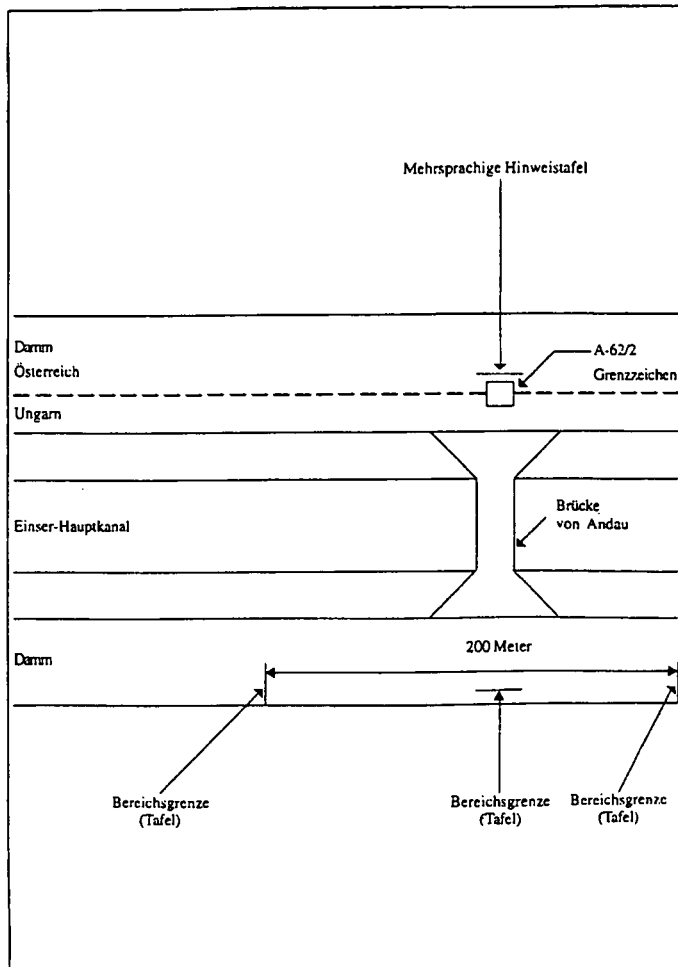 Mehrsprachige Hinweistafel
Damm
Österreich
A-62/2
Grenzzeichen
Ungarn
Einser-Hauptkanal
Brücke
von Andau
Damm
200 Meter
Bereichsgrenze
(Tafel)
Bereichsgrenze
(Tafel)
Bereichsgrenze
(Tafel)